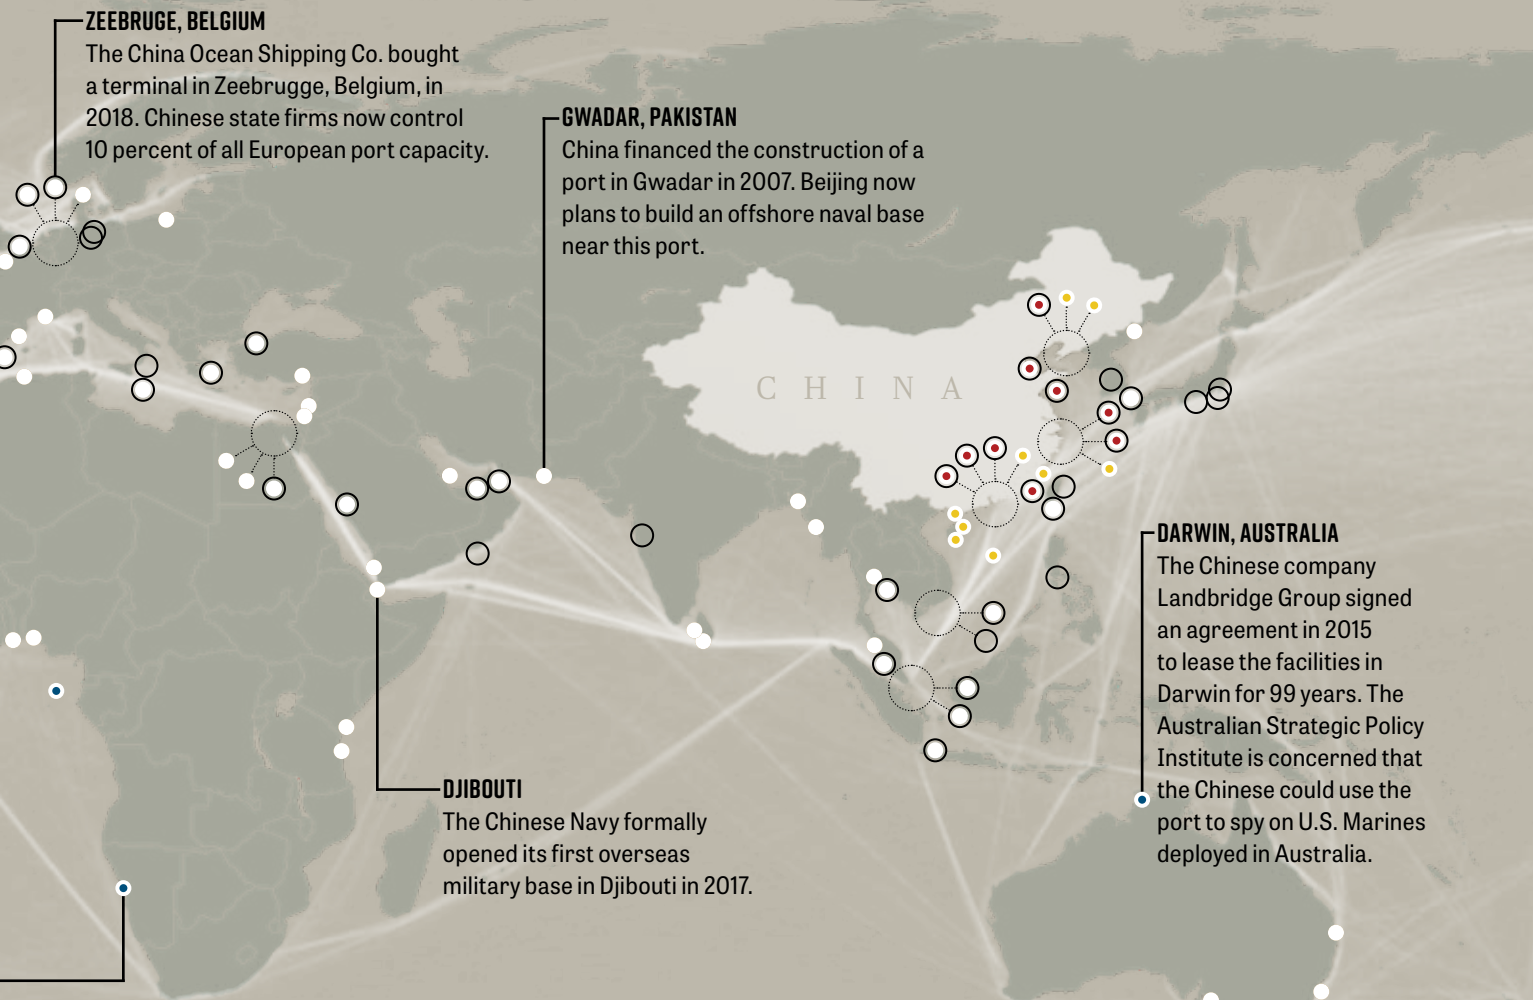 ZEEBRUGE, BELGIUM
The China Ocean Shipping Co. bought
a terminal in Zeebrugge, Belgium, in
2018. Chinese state firms now control
10 percent of all European port capacity.
GWADAR, PAKISTAN
China financed the construction of a
port in Gwadar in 2007. Beijing now
plans to build an offshore naval base
near this port.
CHINA
DARWIN, AUSTRALIA
The Chinese company
Landbridge Group signed
an agreement in 2015
to lease the facilities in
Darwin for 99 years. The
Australian Strategic Policy
Institute is concerned that
the Chinese could use the
port to spy on U.S. Marines
deployed in Australia.
DJIBOUTI
The Chinese Navy formally
opened its first overseas
military base in Djibouti in 2017.